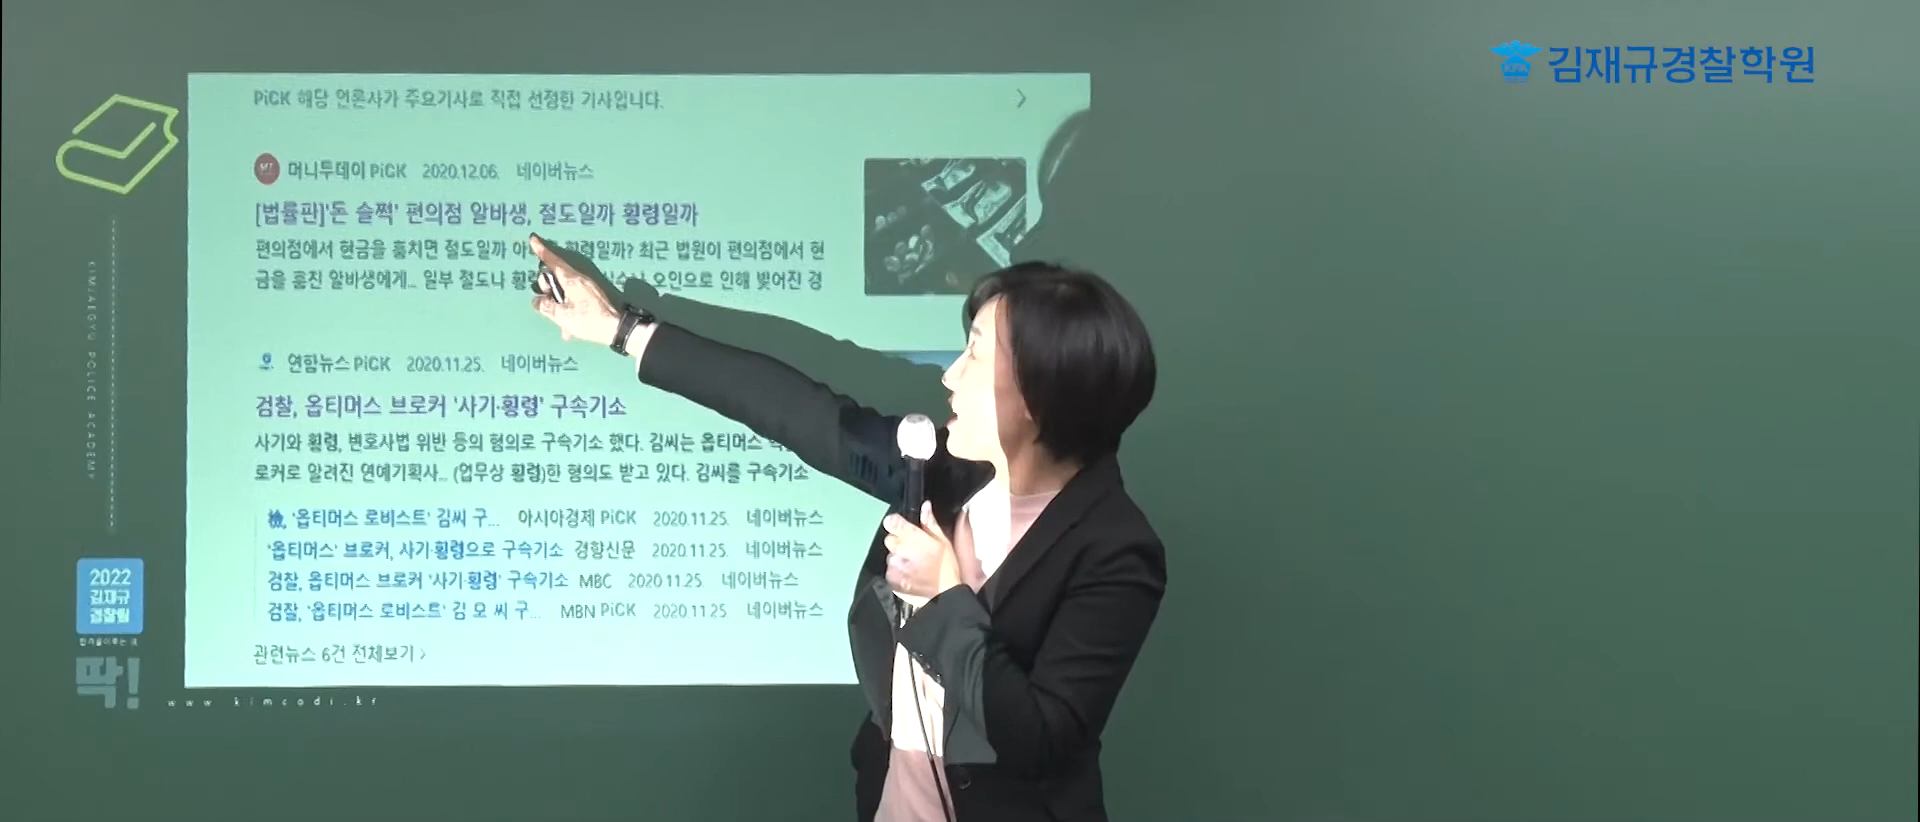 김재규경찰학원
PiCK 해당 언론사가 주요기사로 직접 선정한 기사입니다.
머니투데이 PiCK 2020.12.06. 네이버뉴스
[법률판]'돈 슬쩍' 편의점 알바생, 절도일까 횡령일까
편의점에서 현금을 훔치면 절도일까 횡령일까? 최근 법원이 편의점에서 현
금을 훔친 알바생에게... 일부 절도나 오인으로 인해 빚어진 경
연합뉴스 PiCK 2020.11.25. 네이버뉴스
검찰, 옵티머스 브로커 '사기·횡령' 구속기소
사기와 횡령, 변호사법 위반 등의 혐의로 구속기소 했다. 김씨는 옵티머스
로커로 알려진 연예기획사... (업무상 횡령)한 혐의도 받고 있다. 김씨를 구속기소
檢, '옵티머스 로비스트' 김씨 구... 아시아경제 PiCK 2020.11.25. 네이버뉴스
'옵티머스' 브로커, 사기·횡령으로 구속기소 경향신문 2020.11.25. 네이버뉴스
검찰, 옵티머스 브로커 '사기·횡령' 구속기소 MBC 2020.11.25. 네이버뉴스
검찰, '옵티머스 로비스트' 김 모 씨 구... MBN PiCK 2020.11.25. 네이버뉴스
관련뉴스 6건 전체보기 >
KIMJAEGYU POLICE ACADEMY
2022
김재규
경찰학원
딱!
www.kimcodi.kr